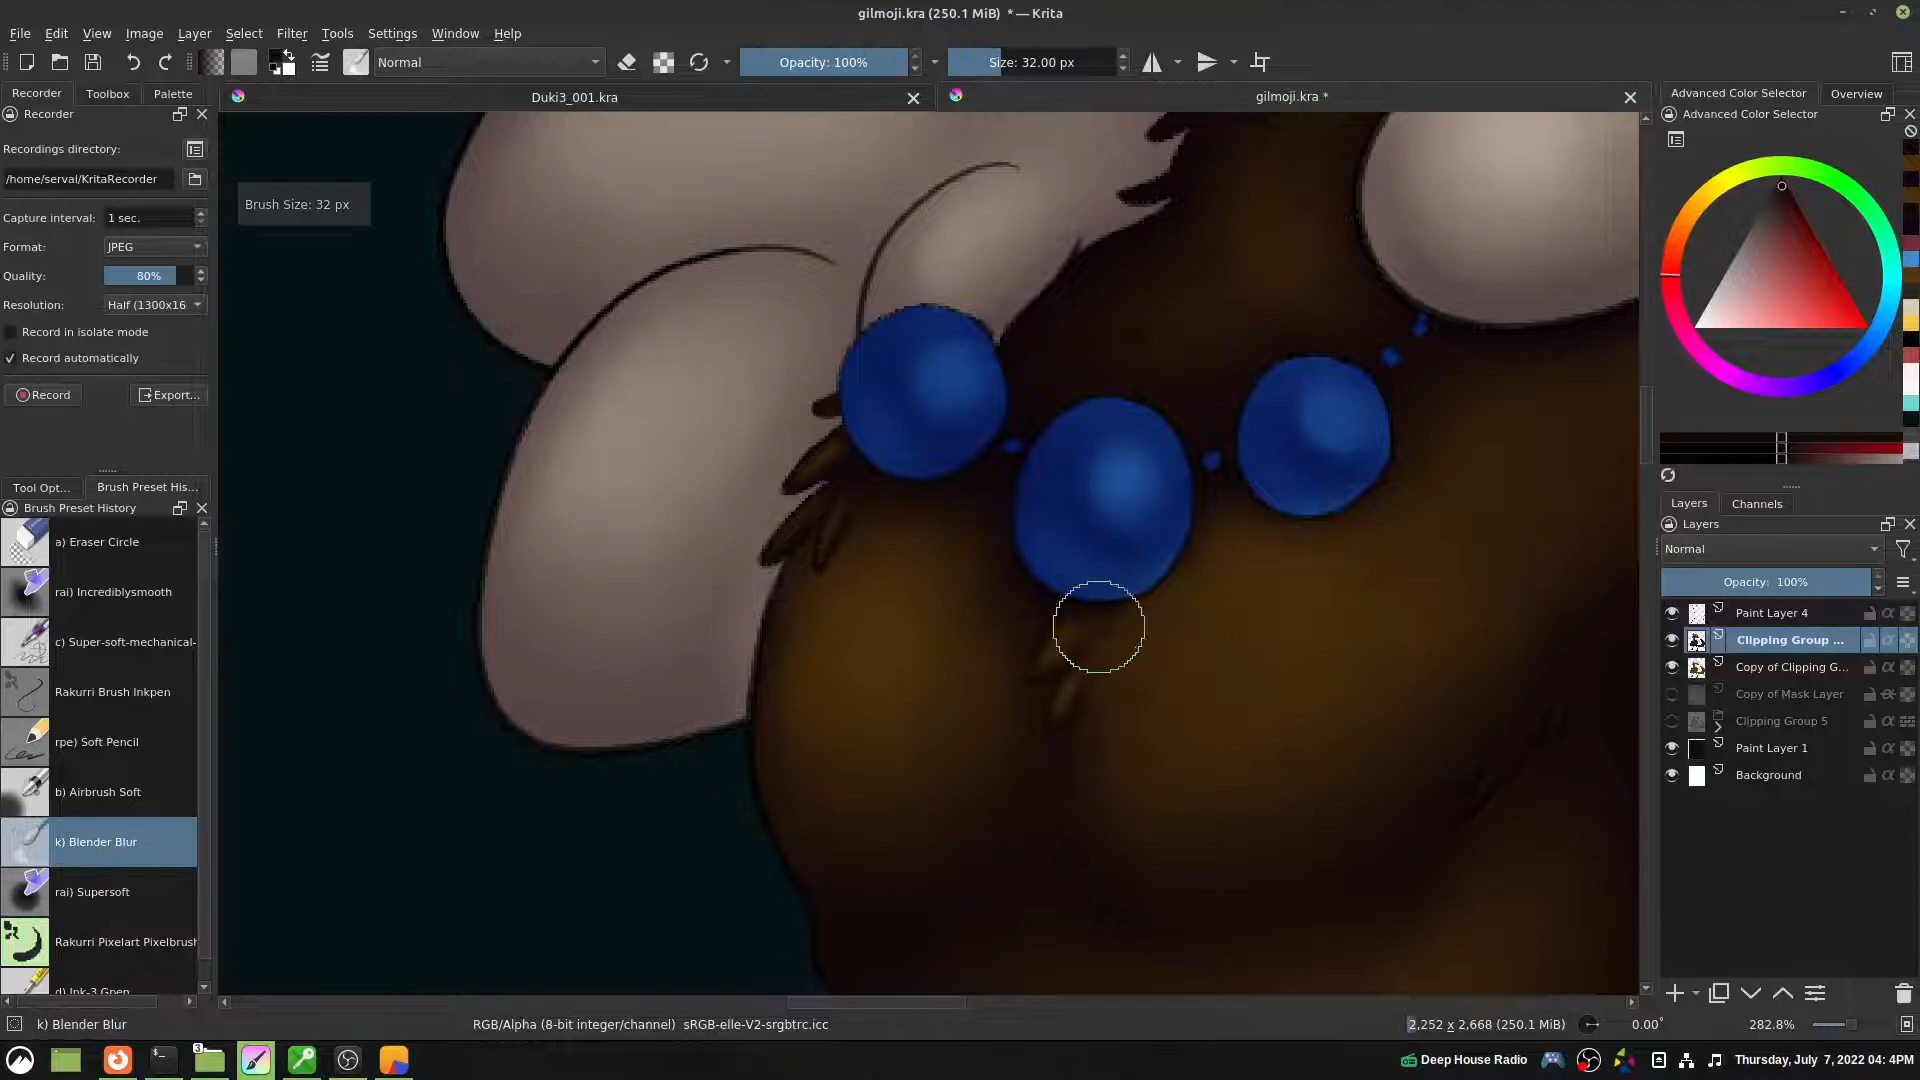 gilmoji.kra (250.1 MiB) * — Krita
File Edit View Image Layer Select Filter Tools Settings Window Help
Normal Opacity: 100% Size: 32.00 px
Recorder Toolbox Palette
Duki3_001.kra
gilmoji.kra *
Advanced Color Selector Overview
Recorder
Advanced Color Selector
Recordings directory:
/home/serval/KritaRecorder
Capture interval: 1 sec.
Format: JPEG
Quality: 80%
Resolution: Half (1300x16
Record in isolate mode
Record automatically
Record Export...
Brush Size: 32 px
Tool Opt... Brush Preset His...
Brush Preset History
a) Eraser Circle
rai) Incrediblysmooth
c) Super-soft-mechanical-
Rakurri Brush Inkpen
rpe) Soft Pencil
b) Airbrush Soft
k) Blender Blur
rai) Supersoft
Rakurri Pixelart Pixelbrush
d) Ink-3 Gpen
Layers Channels
Layers
Normal
Opacity: 100%
Paint Layer 4
Clipping Group ...
Copy of Clipping G...
Copy of Mask Layer
Clipping Group 5
Paint Layer 1
Background
k) Blender Blur
RGB/Alpha (8-bit integer/channel) sRGB-elle-V2-srgbtrc.icc
2,252 x 2,668 (250.1 MiB)
0.00°
282.8%
3
Deep House Radio
Thursday, July 7, 2022 04: 4PM